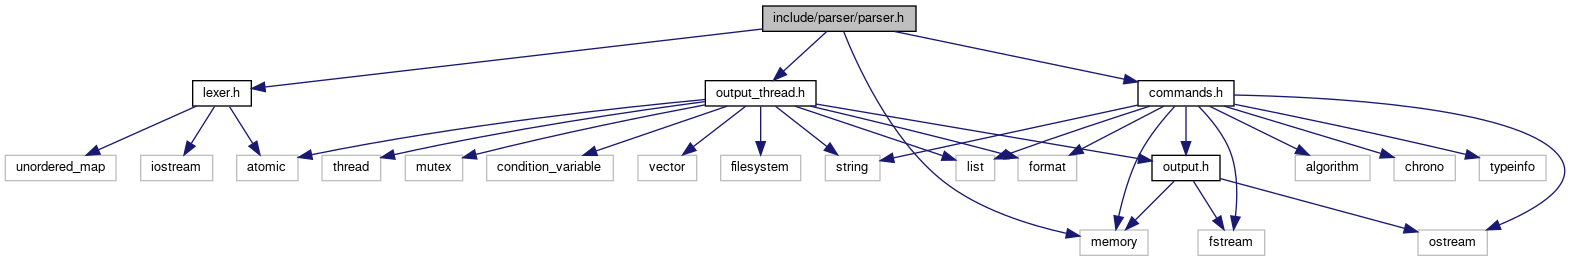 include/parser/parser.h
lexer.h
output_thread.h
commands.h
unordered_map
iostream
atomic
thread
mutex
condition_variable
vector
filesystem
string
list
format
output.h
algorithm
chrono
typeinfo
memory
fstream
ostream